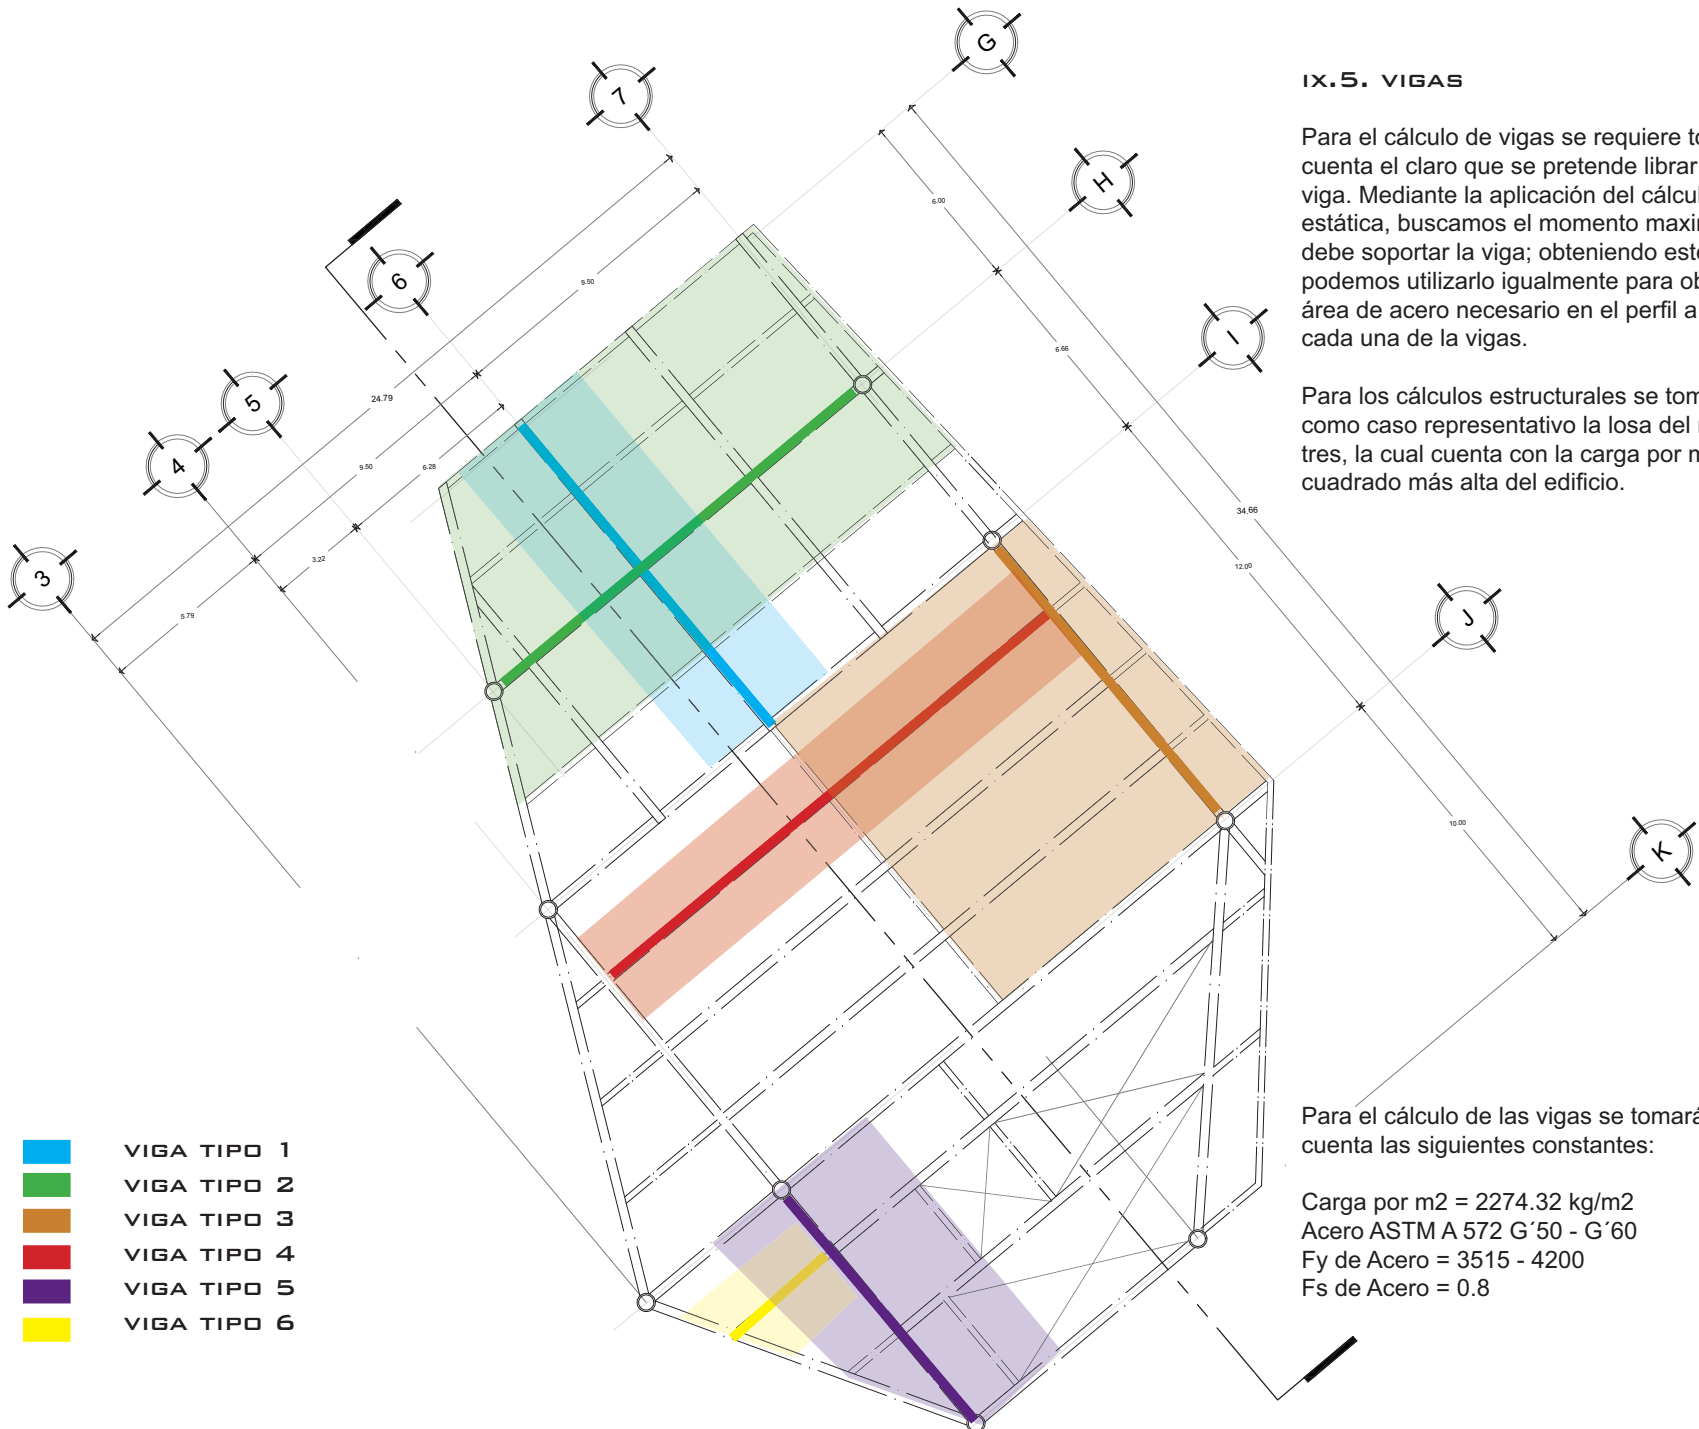 IX.5. VIGAS
Para el cálculo de vigas se requiere
cuenta el claro que se pretende librar
viga. Mediante la aplicación del
estática, buscamos el momento
debe soportar la viga; obteniendo
podemos utilizarlo igualmente para
área de acero necesario en el perfil a
cada una de la vigas.
Para los cálculos estructurales se
como caso representativo la losa del
tres, la cual cuenta con la carga por
cuadrado más alta del edificio.
Para el cálculo de las vigas se
cuenta las siguientes constantes:
Carga por m2 = 2274.32 kg/m2
Acero ASTM A 572 G´50 - G´60
Fy de Acero = 3515 - 4200
Fs de Acero = 0.8
G
7
H
6
I
5
4
3
J
K
6.00
9.50
6.66
24.79
9.50
6.28
34.66
3.22
12.00
5.79
10.00
VIGA TIPO 1
VIGA TIPO 2
VIGA TIPO 3
VIGA TIPO 4
VIGA TIPO 5
VIGA TIPO 6